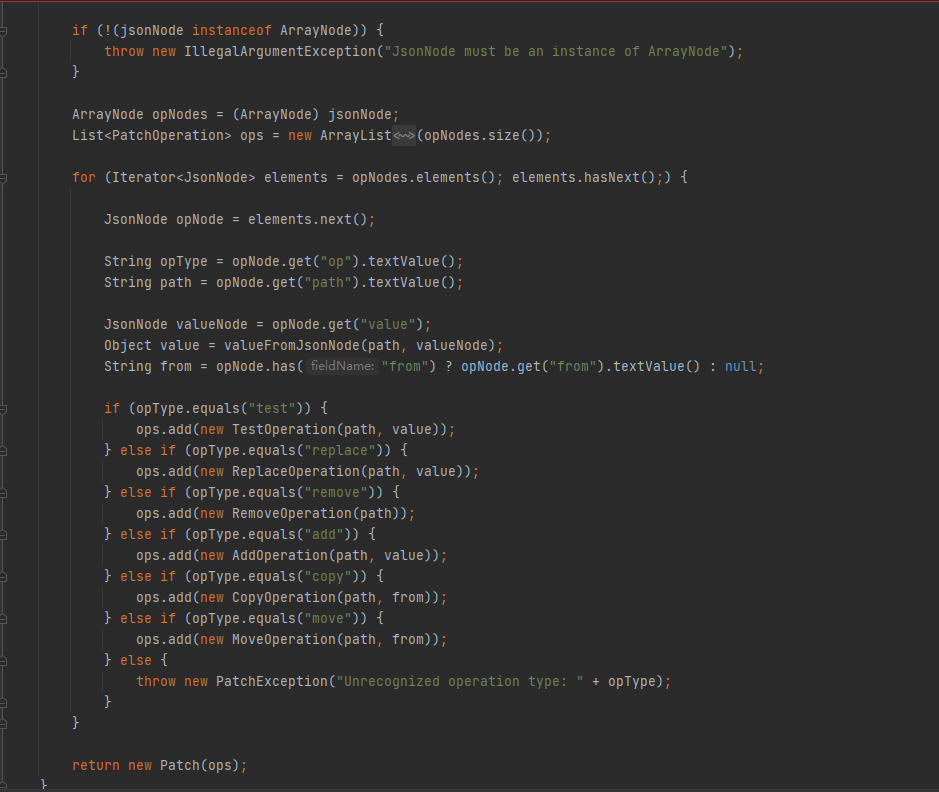 if (!(jsonNode instanceof ArrayNode)) {
throw new IllegalArgumentException("JsonNode must be an instance of ArrayNode");
}
ArrayNode opNodes = (ArrayNode) jsonNode;
List<PatchOperation> ops = new ArrayList<~>(opNodes.size());
for (Iterator<JsonNode> elements = opNodes.elements(); elements.hasNext();) {
JsonNode opNode = elements.next();
String opType = opNode.get("op").textValue();
String path = opNode.get("path").textValue();
JsonNode valueNode = opNode.get("value");
Object value = valueFromJsonNode(path, valueNode);
String from = opNode.has( fieldName: "from") ? opNode.get("from").textValue() : null;
if (opType.equals("test")) {
ops.add(new TestOperation(path, value));
} else if (opType.equals("replace")) {
ops.add(new ReplaceOperation(path, value));
} else if (opType.equals("remove")) {
ops.add(new RemoveOperation(path));
} else if (opType.equals("add")) {
ops.add(new AddOperation(path, value));
} else if (opType.equals("copy")) {
ops.add(new CopyOperation(path, from));
} else if (opType.equals("move")) {
ops.add(new MoveOperation(path, from));
} else {
throw new PatchException("Unrecognized operation type: " + opType);
}
}
return new Patch(ops);
}